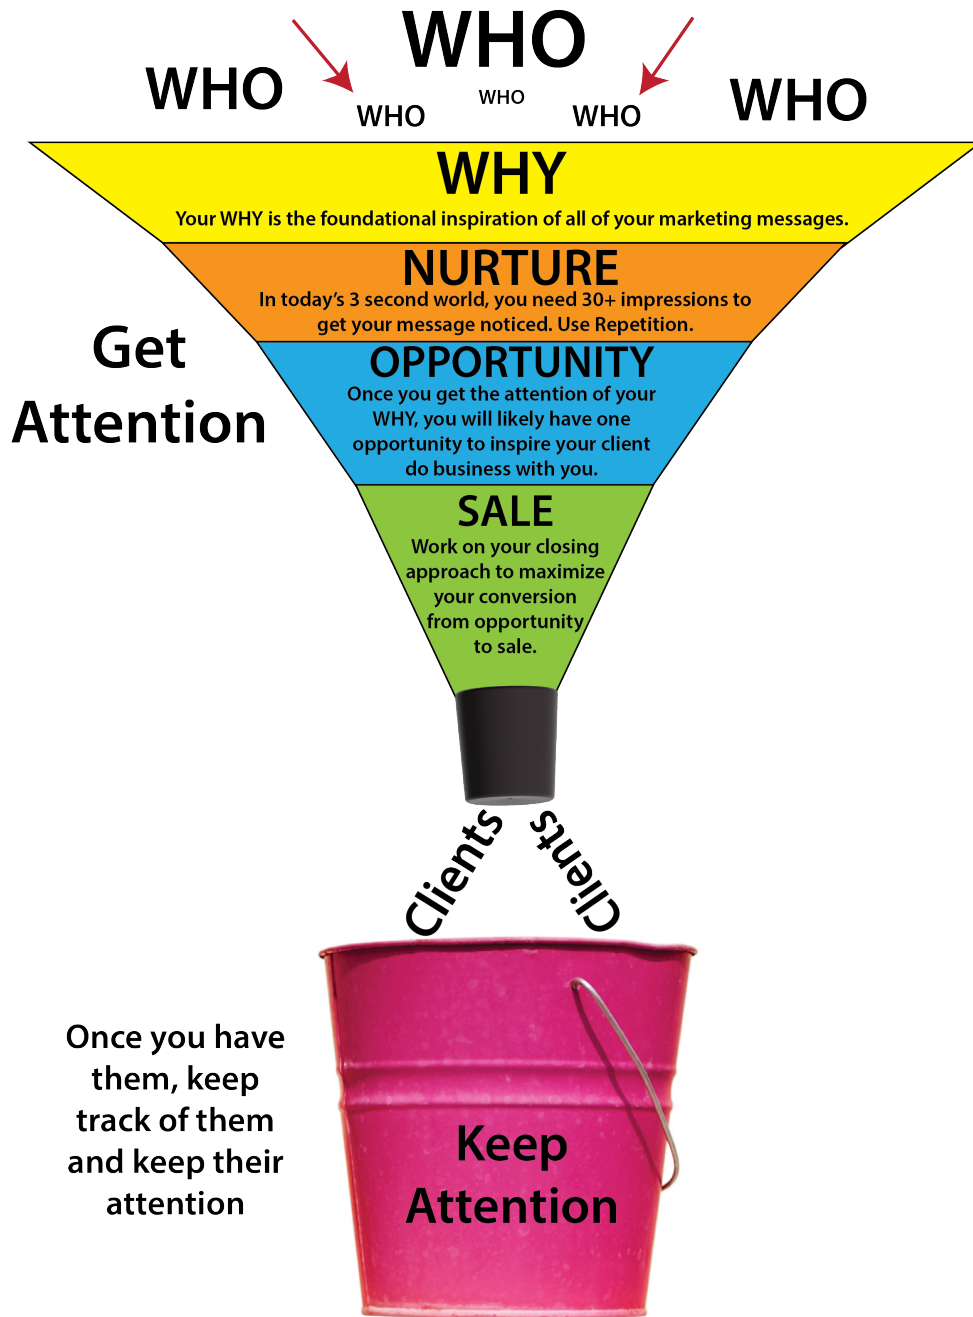 WHO
WHO
WHO
WHO
WHO
WHO
WHY
Your WHY is the foundational inspiration of all of your marketing messages.
NURTURE
In today's 3 second world, you need 30+ impressions to
get your message noticed. Use Repetition.
Get
Attention
OPPORTUNITY
Once you get the attention of your
WHY, you will likely have one
opportunity to inspire your client
do business with you.
SALE
Work on your closing
approach to maximize
your conversion
from opportunity
to sale.
Clients
Clients
Once you have
them, keep
track of them
and keep their
attention
Keep
Attention